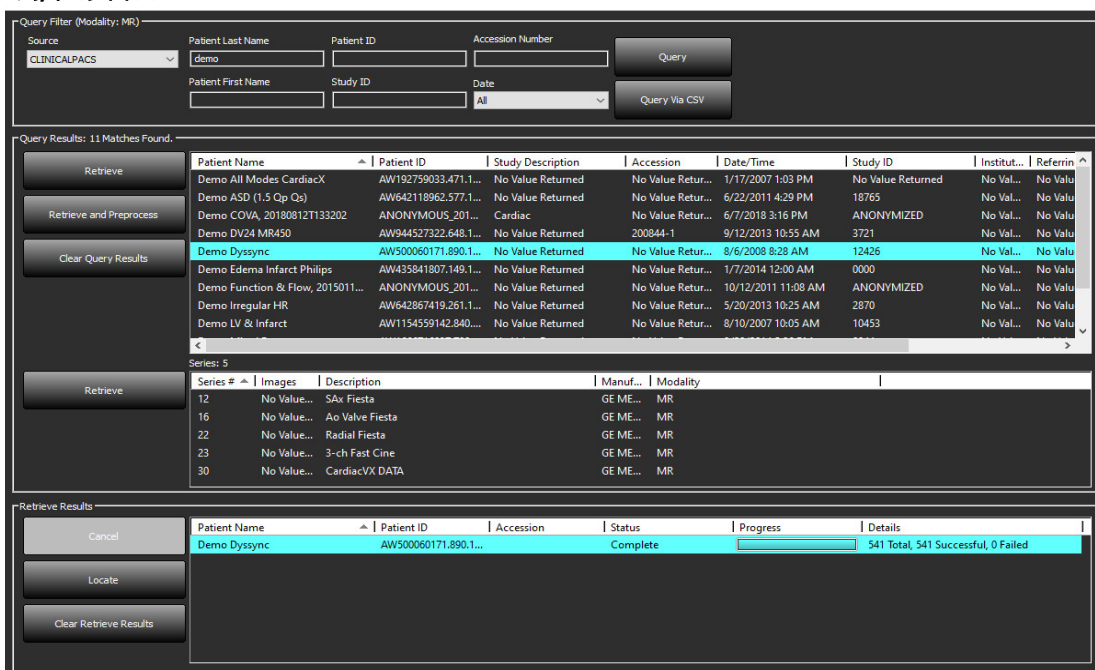 Query Filter (Modality: MR)
Source Patient Last Name Patient ID Accession Number
CLINICALPACS demo Query
Patient First Name Study ID Date
All Query Via CSV
Query Results: 11 Matches Found.
Retrieve
Retrieve and Preprocess
Clear Query Results
Patient Name Patient ID Study Description Accession Date/Time Study ID Institut... Referrin
Demo All Modes CardiacX AW192759033.471.1... No Value Returned No Value Retur... 1/17/2007 1:03 PM No Value Returned No Val... No Valu
Demo ASD (1.5 Qp Qs) AW642118962.577.1... No Value Returned No Value Retur... 6/22/2011 4:29 PM 18765 No Val... No Valu
Demo COVA, 20180812T133202 ANONYMOUS_201... Cardiac No Value Retur... 6/7/2018 3:16 PM ANONYMIZED No Val... No Valu
Demo DV24 MR450 AW944527322.648.1... No Value Returned 200844-1 9/12/2013 10:55 AM 3721 No Val... No Valu
Demo Dyssync AW500060171.890.1... No Value Returned No Value Retur... 8/6/2008 8:28 AM 12426 No Val... No Valu
Demo Edema Infarct Philips AW435841807.149.1... No Value Returned No Value Retur... 1/7/2014 12:00 AM 0000 No Val... No Valu
Demo Function & Flow, 2015011... ANONYMOUS_201... No Value Returned No Value Retur... 10/12/2011 11:08 AM ANONYMIZED No Val... No Valu
Demo Irregular HR AW642867419.261.1... No Value Returned No Value Retur... 5/20/2013 10:25 AM 2870 No Val... No Valu
Demo LV & Infarct AW1154559142.840.... No Value Returned No Value Retur... 8/10/2007 10:05 AM 10453 No Val... No Valu
Series: 5
Retrieve
Series # Images Description Manuf... Modality
12 No Value... SAx Fiesta GE ME... MR
16 No Value... Ao Valve Fiesta GE ME... MR
22 No Value... Radial Fiesta GE ME... MR
23 No Value... 3-ch Fast Cine GE ME... MR
30 No Value... CardiacVX DATA GE ME... MR
Retrieve Results
Cancel
Locate
Clear Retrieve Results
Patient Name Patient ID Accession Status Progress Details
Demo Dyssync AW500060171.890.1... Complete 541 Total, 541 Successful, 0 Failed